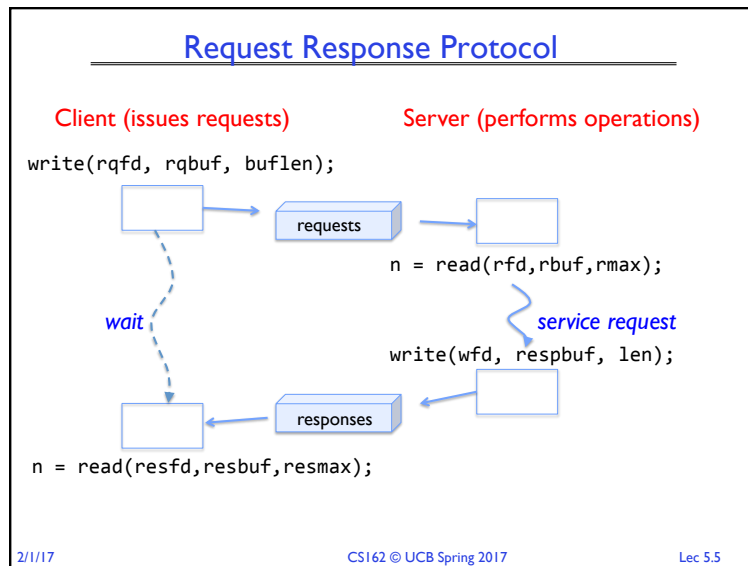 Request Response Protocol
Client (issues requests)
Server (performs operations)
write(rqfd, rqbuf, buflen);
requests
n = read(rfd,rbuf,rmax);
wait
service request
write(wfd, respbuf, len);
responses
n = read(resfd,resbuf,resmax);
2/1/17
CS162 © UCB Spring 2017
Lec 5.5